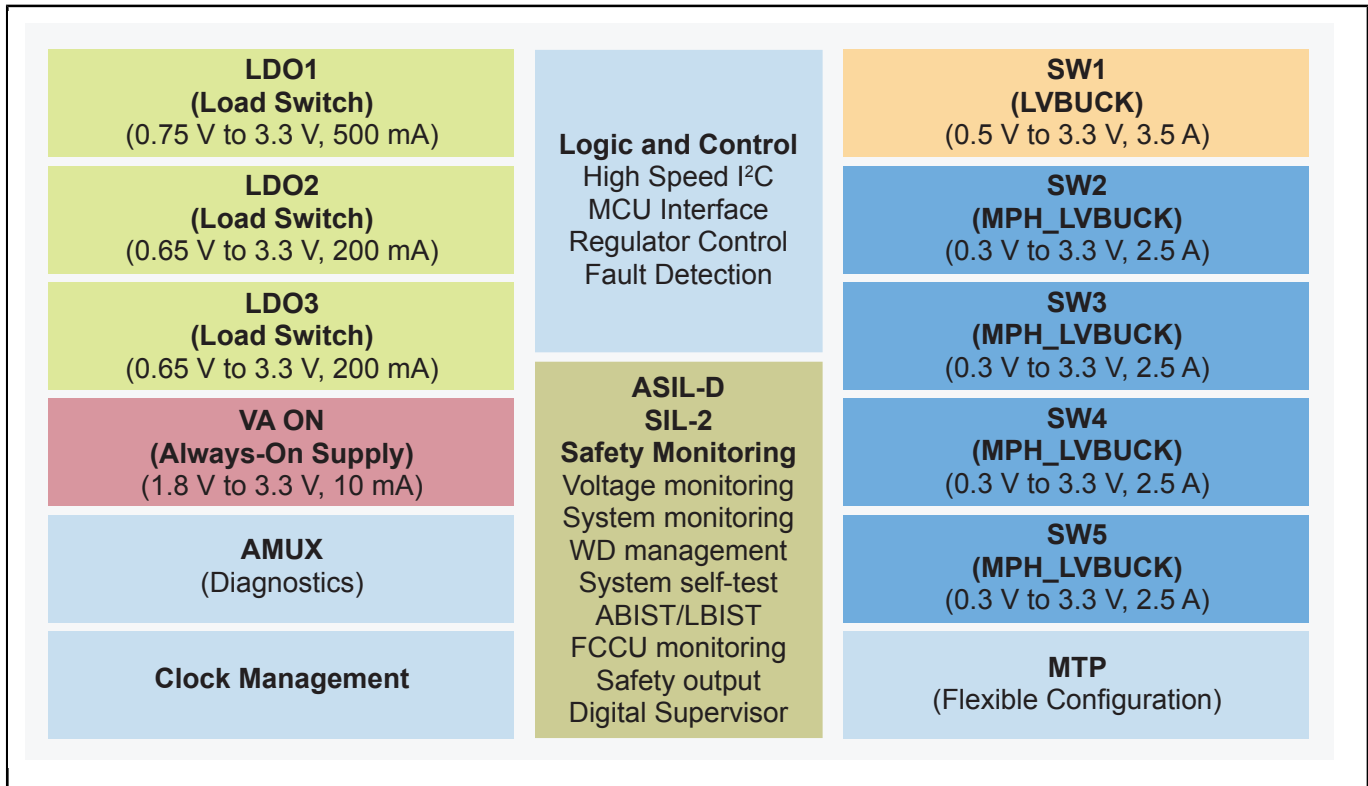 LDO1
(Load Switch)
(0.75 V to 3.3 V, 500 mA)
LDO2
(Load Switch)
(0.65 V to 3.3 V, 200 mA)
LDO3
(Load Switch)
(0.65 V to 3.3 V, 200 mA)
VA ON
(Always-On Supply)
(1.8 V to 3.3 V, 10 mA)
AMUX
(Diagnostics)
Clock Management
Logic and Control
High Speed I²C
MCU Interface
Regulator Control
Fault Detection
ASIL-D
SIL-2
Safety Monitoring
Voltage monitoring
System monitoring
WD management
System self-test
ABIST/LBIST
FCCU monitoring
Safety output
Digital Supervisor
SW1
(LVBUCK)
(0.5 V to 3.3 V, 3.5 A)
SW2
(MPH_LVBUCK)
(0.3 V to 3.3 V, 2.5 A)
SW3
(MPH_LVBUCK)
(0.3 V to 3.3 V, 2.5 A)
SW4
(MPH_LVBUCK)
(0.3 V to 3.3 V, 2.5 A)
SW5
(MPH_LVBUCK)
(0.3 V to 3.3 V, 2.5 A)
MTP
(Flexible Configuration)